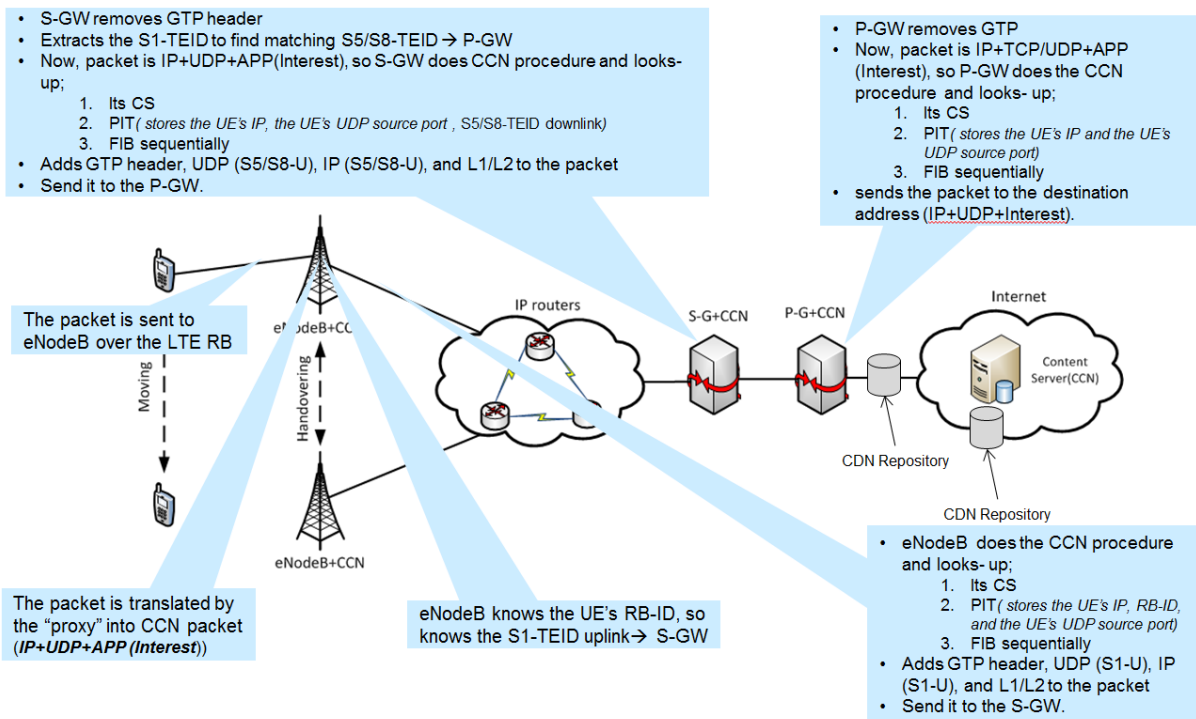 • S-GW removes GTP header
• Extracts the S1-TEID to find matching S5/S8-TEID → P-GW
• Now, packet is IP+UDP+APP(Interest), so S-GW does CCN procedure and looks-
up;
1. Its CS
2. PIT( stores the UE's IP, the UE's UDP source port , S5/S8-TEID downlink)
3. FIB sequentially
• Adds GTP header, UDP (S5/S8-U), IP (S5/S8-U), and L1/L2 to the packet
• Send it to the P-GW.
• P-GW removes GTP
• Now, packet is IP+TCP/UDP+APP
(Interest), so P-GW does the CCN
procedure and looks- up;
1. Its CS
2. PIT( stores the UE's IP and the UE's
UDP source port)
3. FIB sequentially
• sends the packet to the destination
address (IP+UDP+Interest).
The packet is sent to
eNodeB over the LTE RB
eNodeB+CC
IP routers
S-G+CCN
P-G+CCN
Internet
Content
Server(CCN)
Moving
Handovering
CDN Repository
CDN Repository
eNodeB+CCN
The packet is translated by
the “proxy” into CCN packet
(IP+UDP+APP (Interest))
eNodeB knows the UE's RB-ID, so
knows the S1-TEID uplink→ S-GW
• eNodeB does the CCN procedure
and looks- up;
1. Its CS
2. PIT( stores the UE's IP, RB-ID,
and the UE's UDP source port)
3. FIB sequentially
• Adds GTP header, UDP (S1-U), IP
(S1-U), and L1/L2 to the packet
• Send it to the S-GW.